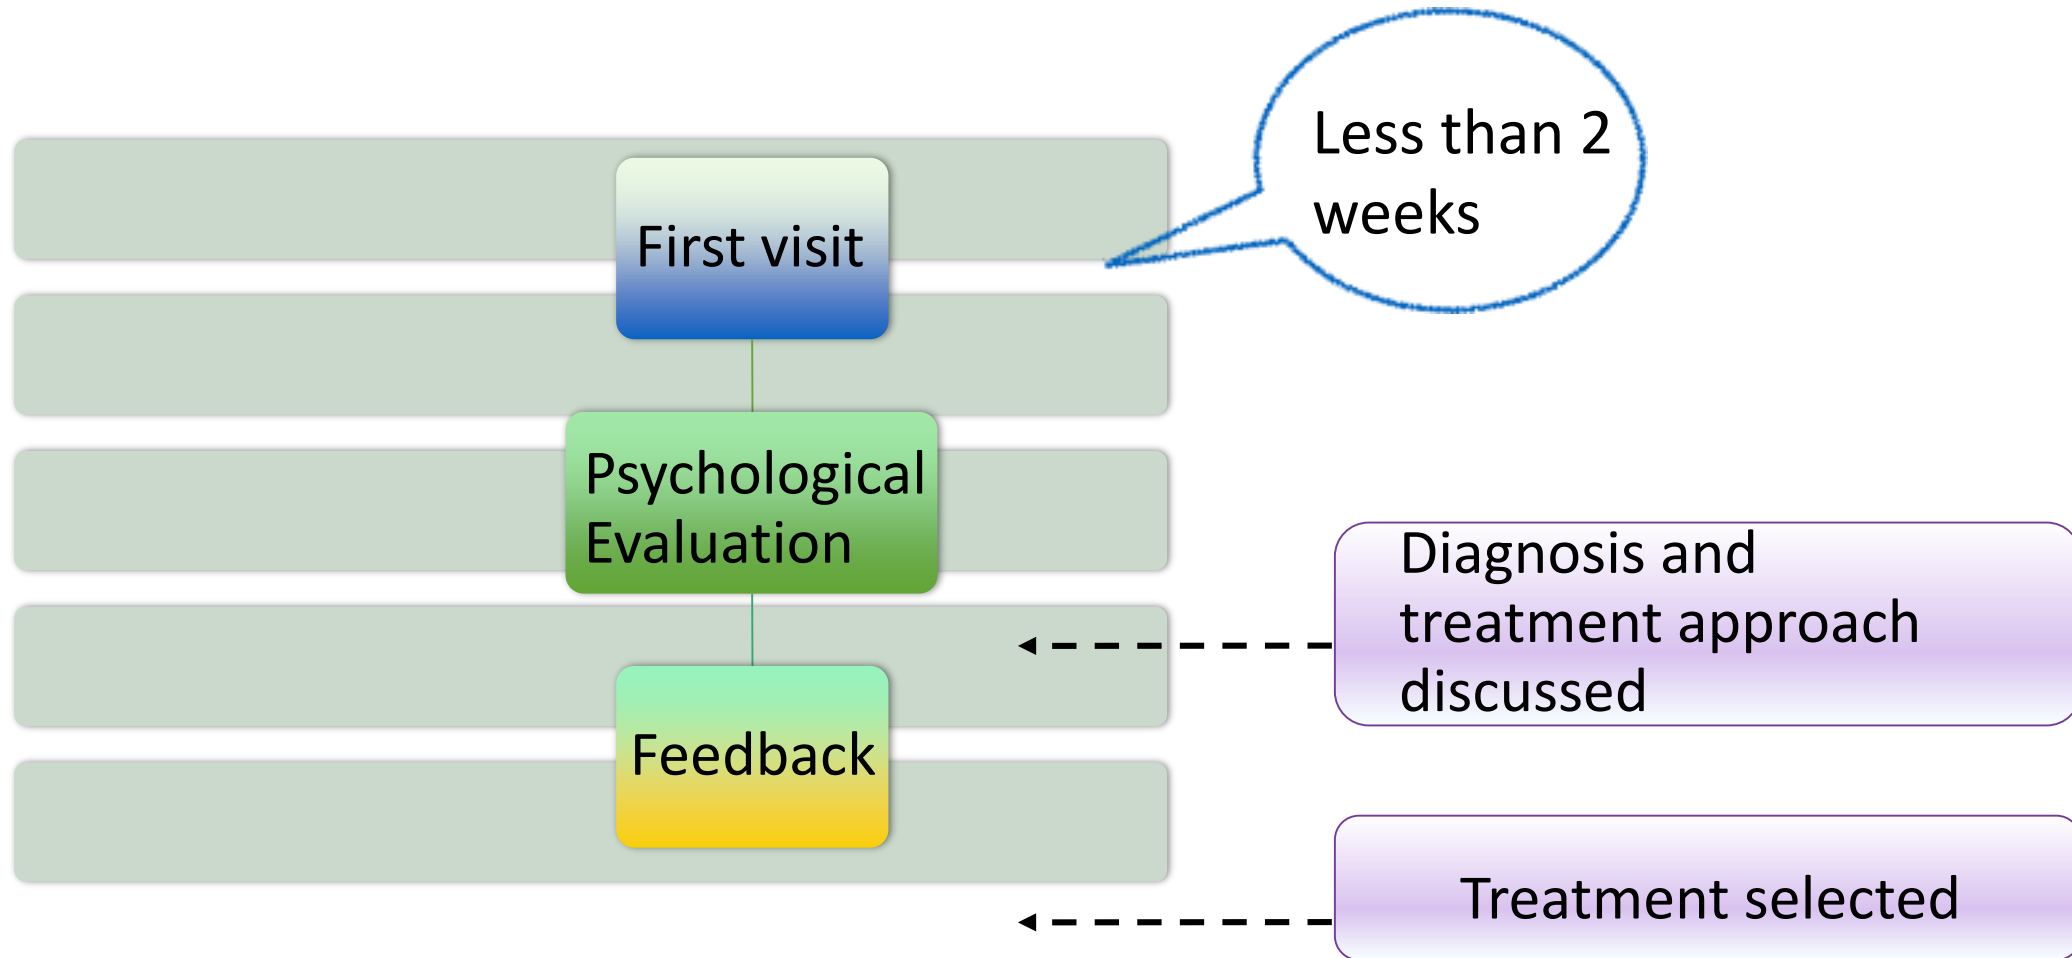 Less than 2
weeks
First visit
Psychological
Evaluation
Diagnosis and
treatment approach
discussed
Feedback
Treatment selected